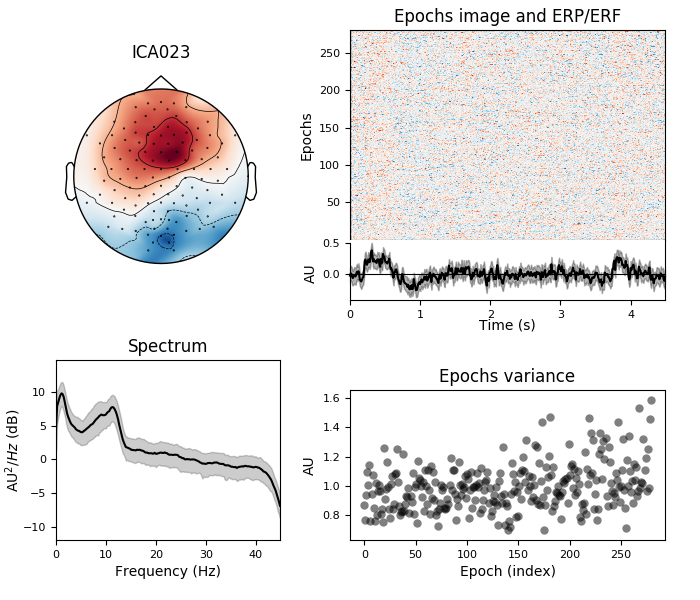 ICA023
Epochs image and ERP/ERF
Epochs
250
200
150
100
50
0.5
0.0
AU
0 1 2 3 4
Time (s)
Spectrum
AU²/Hz (dB)
10
5
0
−5
−10
0 10 20 30 40
Frequency (Hz)
Epochs variance
AU
1.6
1.4
1.2
1.0
0.8
0 50 100 150 200 250
Epoch (index)